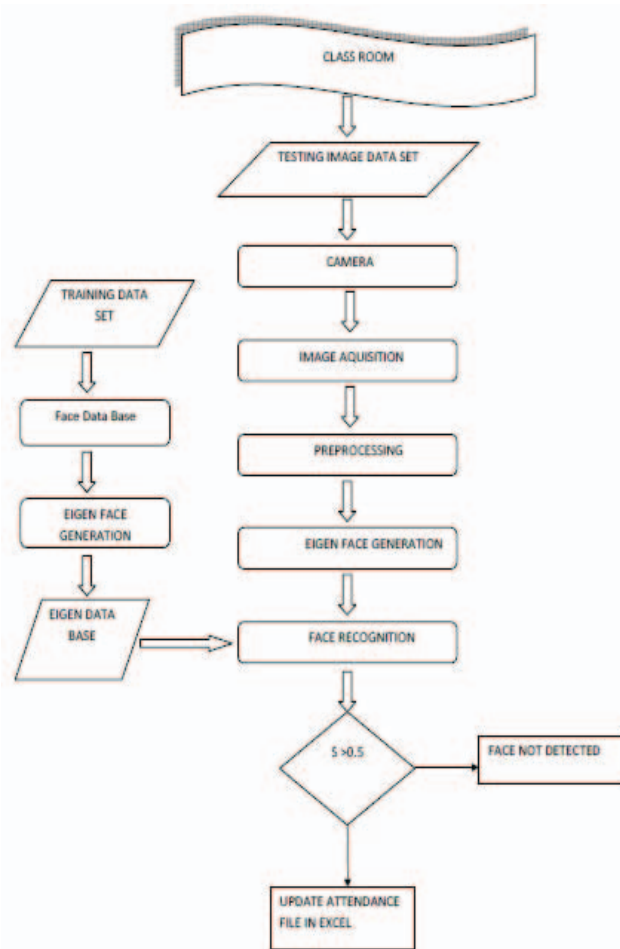 CLASS ROOM
TESTING IMAGE DATA SET
CAMERA
TRAINING DATA
SET
IMAGE AQUISITION
Face Data Base
PREPROCESSING
EIGEN FACE
GENERATION
EIGEN FACE GENERATION
EIGEN DATA
BASE
FACE RECOGNITION
S >0.5
FACE NOT DETECTED
UPDATE ATTENDANCE
FILE IN EXCEL